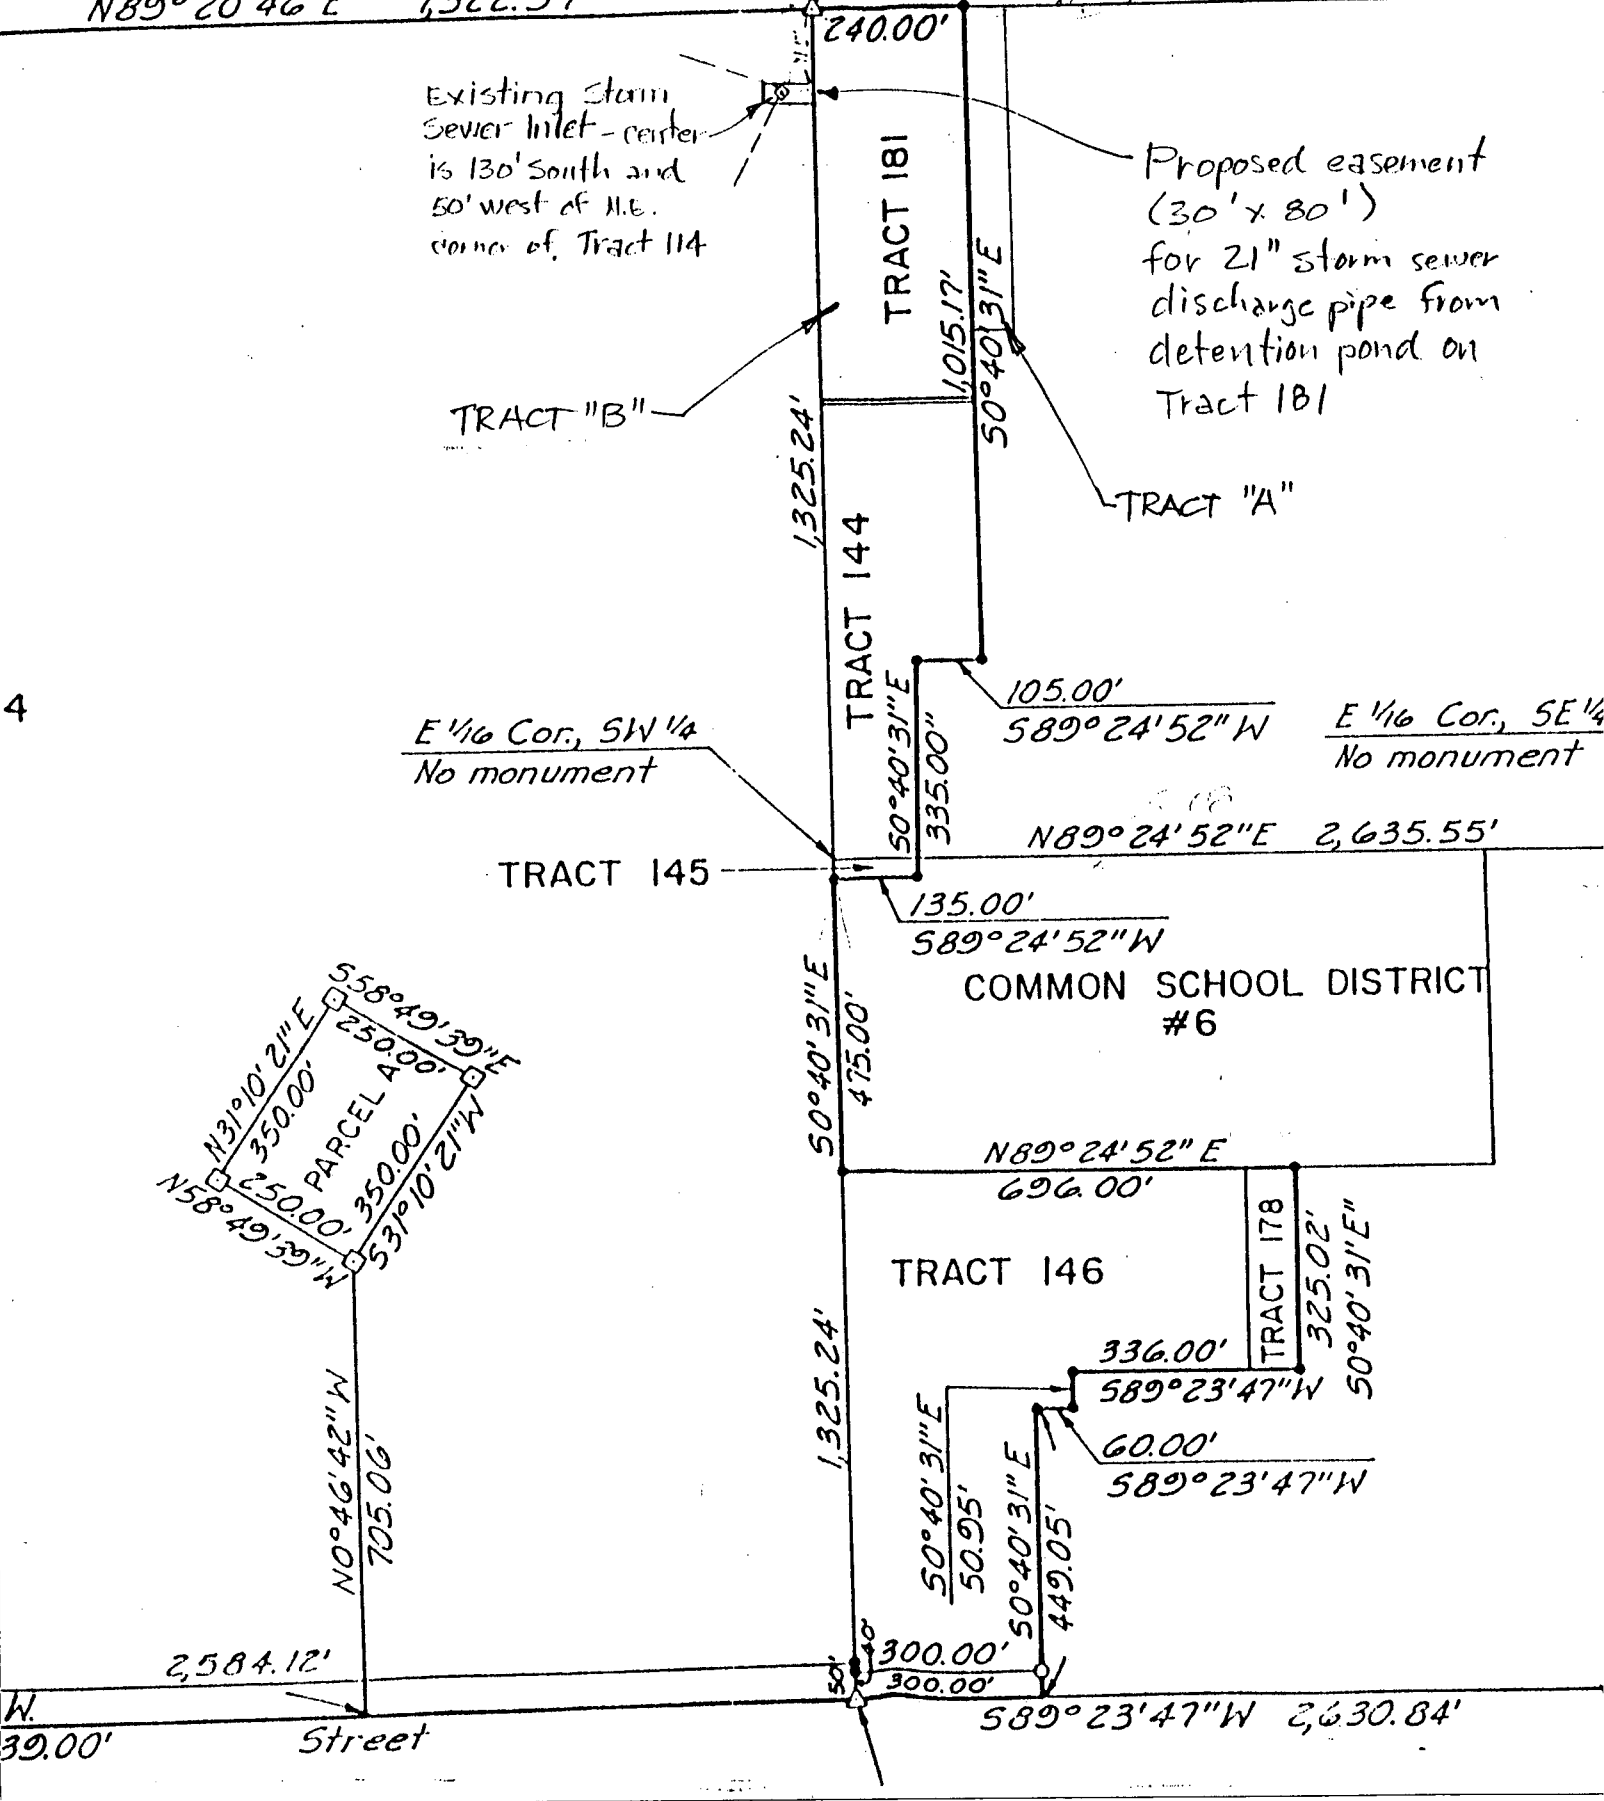 N89°20'46"E 1,322.57
240.00'
Existing Storm
Sewer Inlet - center
is 130' South and
50' west of N.E.
corner of Tract 114
Proposed easement
(30' x 80')
for 21" storm sewer
discharge pipe from
detention pond on
Tract 181
TRACT 181
1,015.17'
S0°40'31"E
TRACT "B"
TRACT "A"
1,325.24'
TRACT 144
105.00'
S89°24'52"W
E 1/16 Cor., SE 1/4
No monument
4
E 1/16 Cor., SW 1/4
No monument
S0°40'31"E
335.00"
N89°24'52"E 2,635.55'
TRACT 145
135.00'
S89°24'52"W
COMMON SCHOOL DISTRICT
#6
S0°40'31"E
475.00'
S58°49'39"E
250.00'
N31°10'21"E
350.00'
PARCEL A
350.00'
S31°10'21"W
250.00'
N58°49'39"W
N89°24'52"E
696.00'
TRACT 146
TRACT 178
325.02'
S0°40'31'E"
336.00'
S89°23'47"W
1,325.24'
S0°40'31"E
50.95'
60.00'
S89°23'47"W
S0°40'31"E
449.05'
N0°46'42"W
705.06'
2,584.12'
50'
40'
300.00'
300.00'
W.
39.00'
Street
S89°23'47"W 2,630.84'